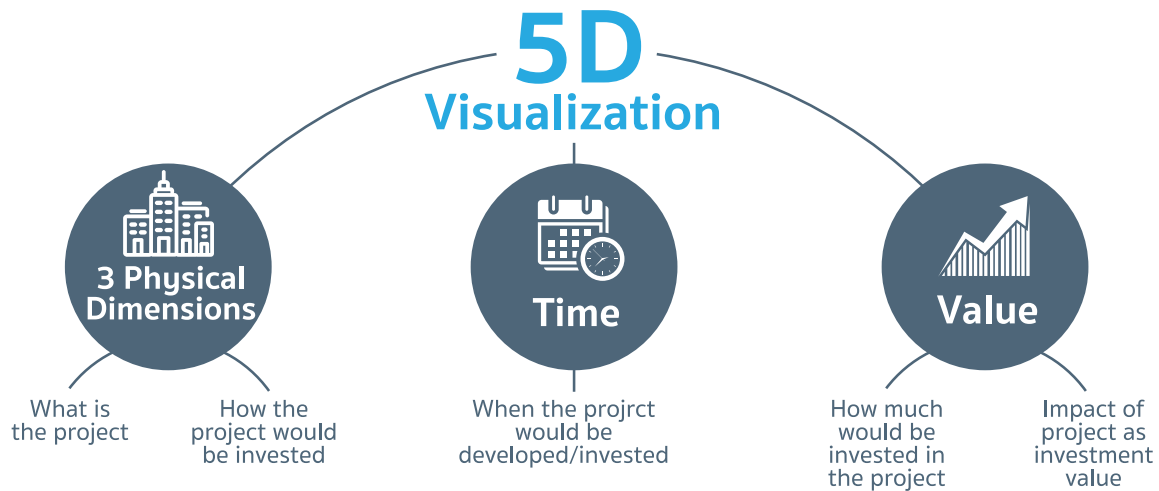 5D
Visualization
3 Physical
Dimensions
Time
Value
What is
the project
How the
project would
be invested
When the projrct
would be
developed/invested
How much
would be
invested in
the project
Impact of
project as
investment
value